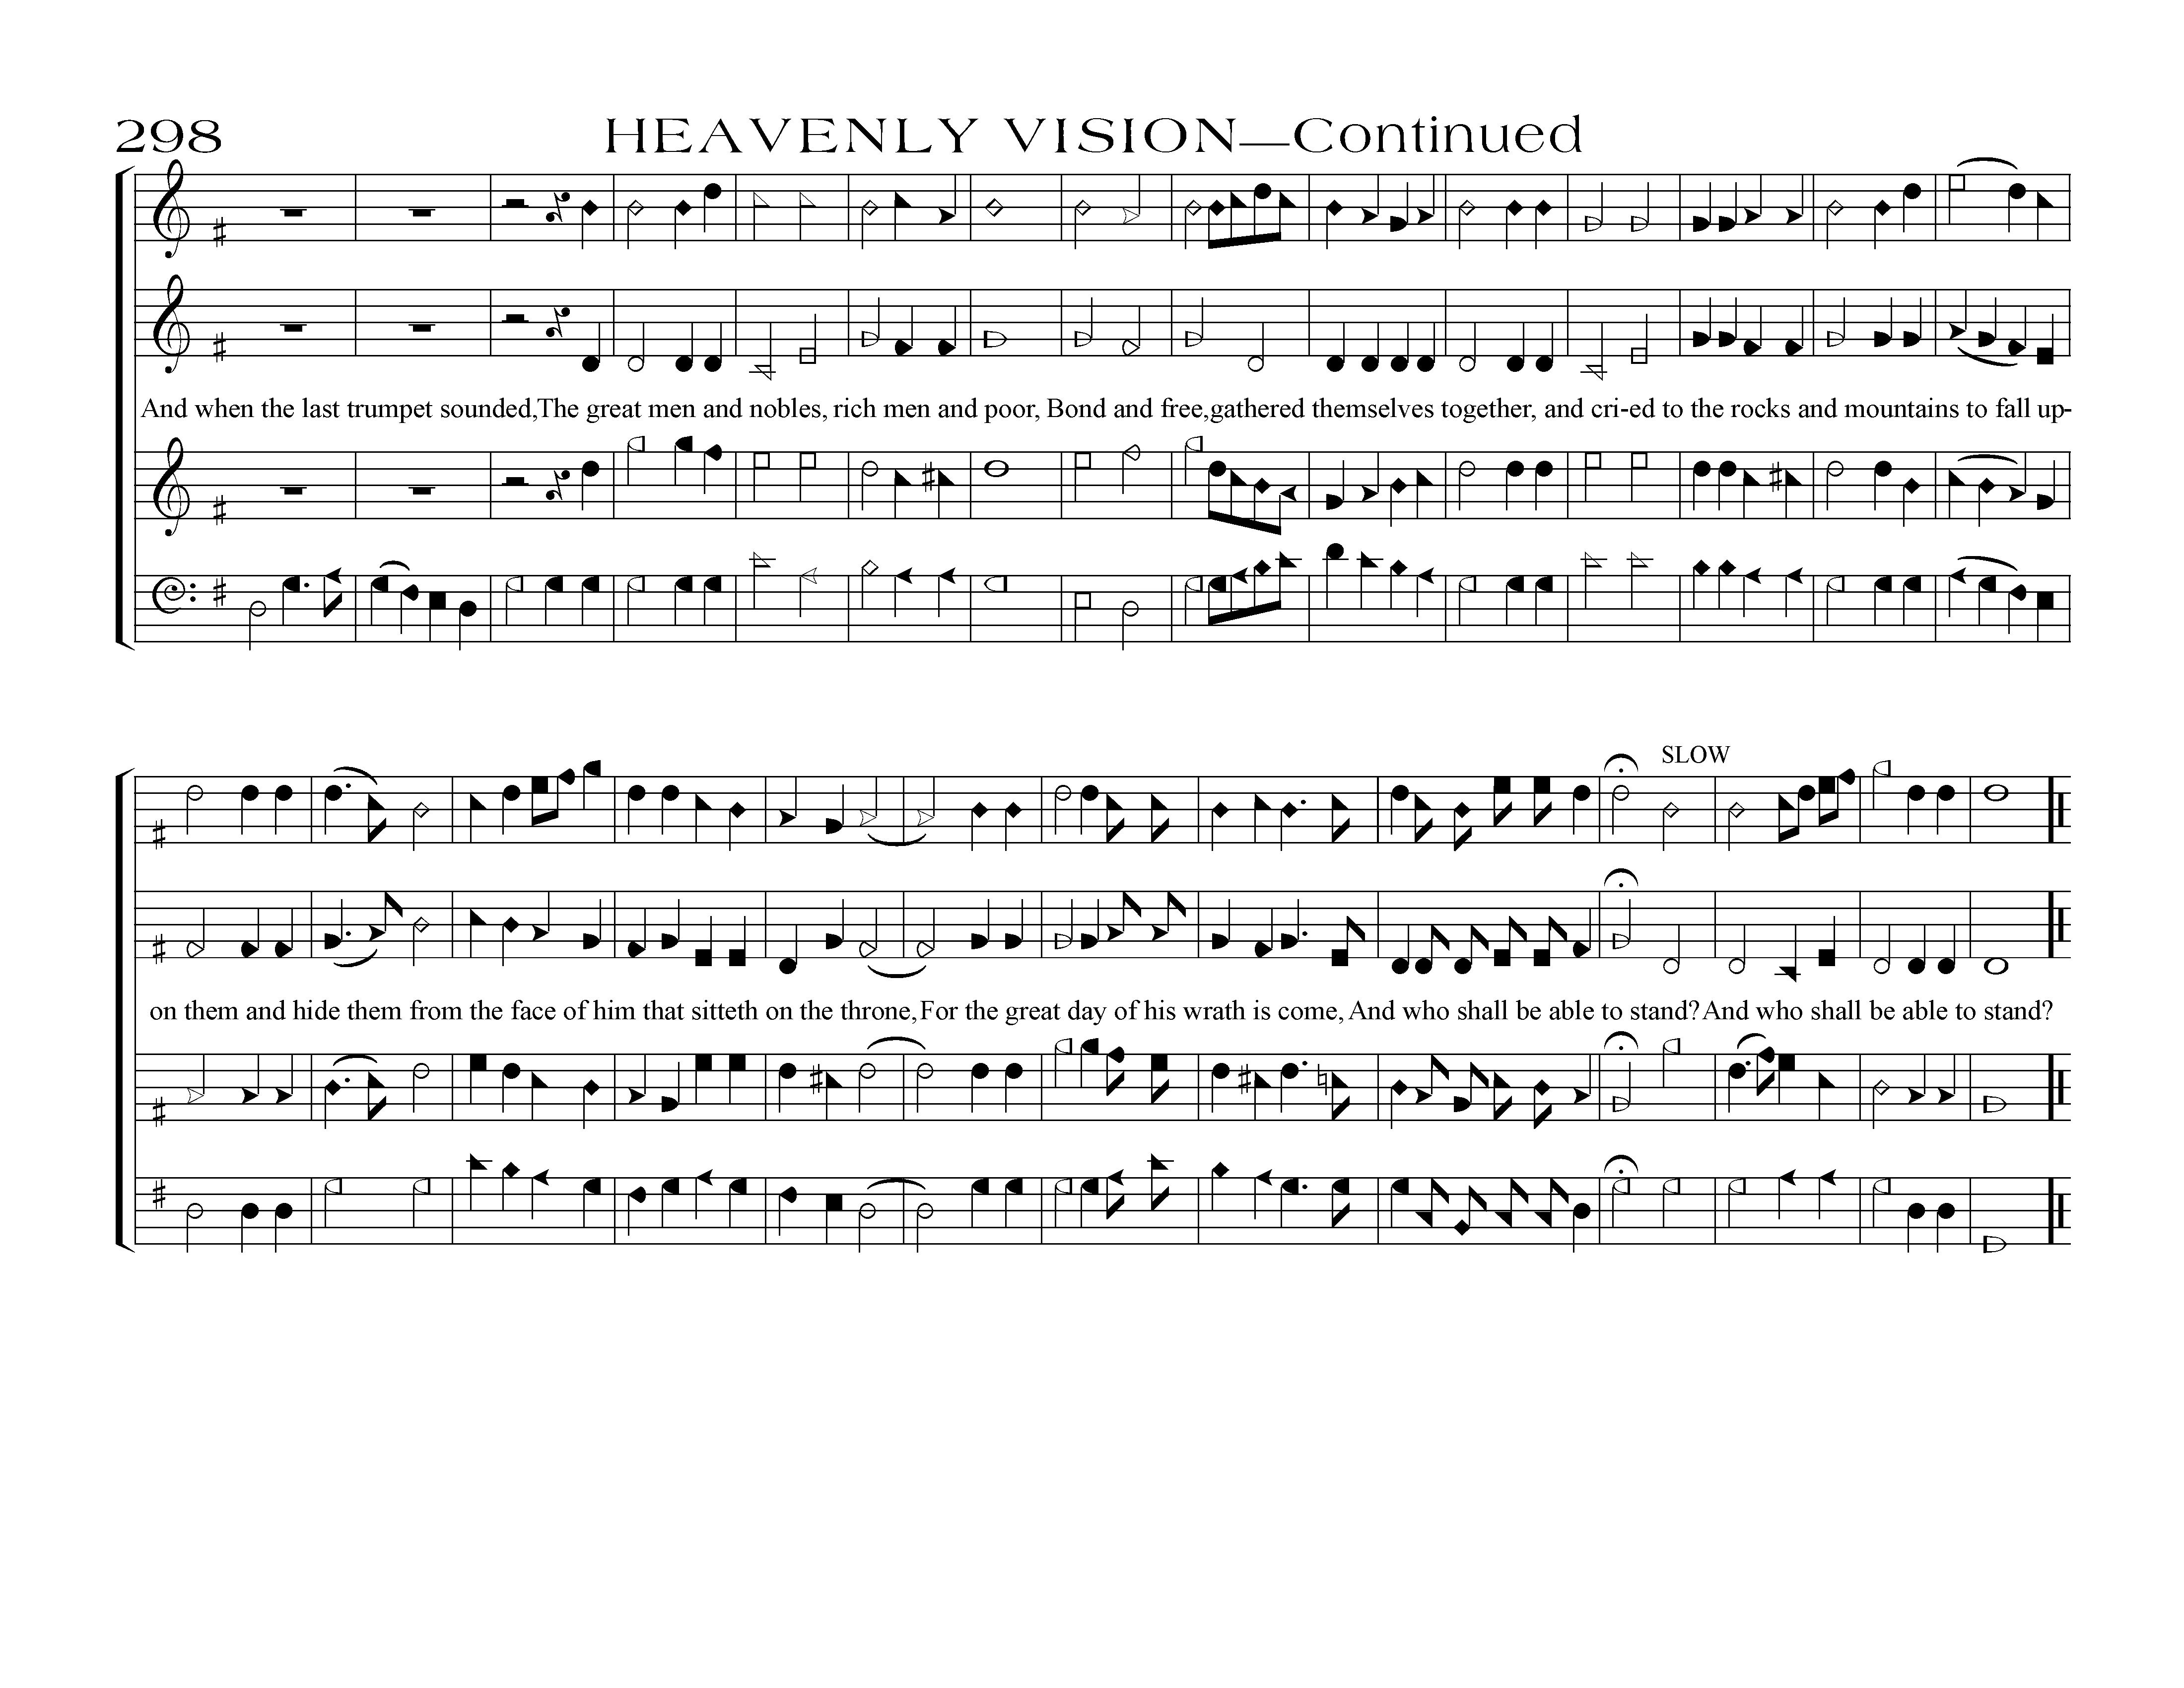 298 HEAVENLY VISION—Continued
And when the last trumpet sounded,The great men and nobles, rich men and poor, Bond and free,gathered themselves together, and cri-ed to the rocks and mountains to fall up-
SLOW
on them and hide them from the face of him that sitteth on the throne,For the great day of his wrath is come, And who shall be able to stand?And who shall be able to stand?